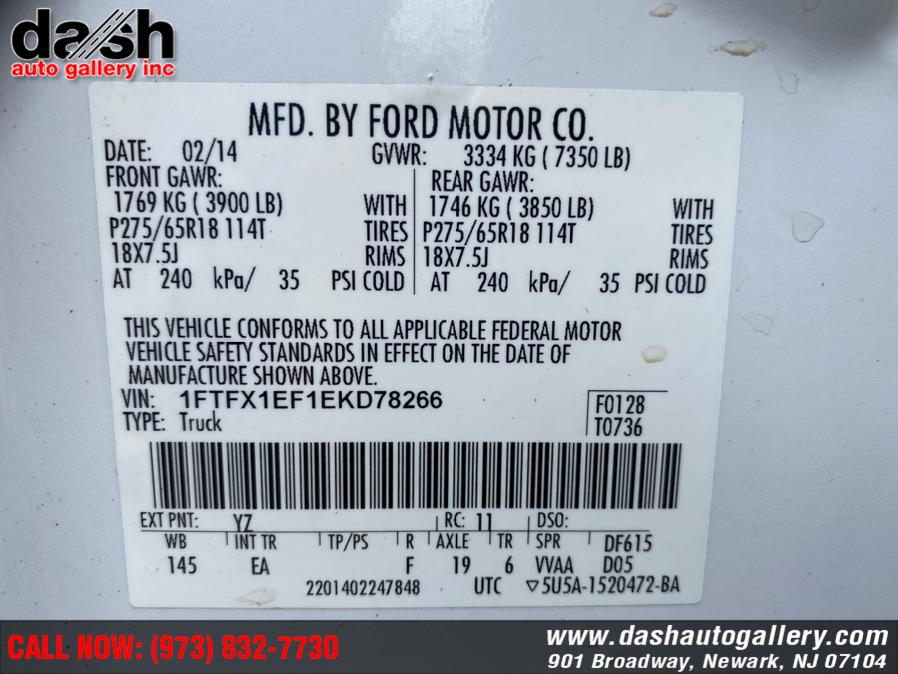 dash
auto gallery inc
MFD. BY FORD MOTOR CO.
DATE: 02/14 GVWR: 3334 KG ( 7350 LB)
FRONT GAWR: REAR GAWR:
1769 KG ( 3900 LB) WITH 1746 KG ( 3850 LB) WITH
P275/65R18 114T TIRES P275/65R18 114T TIRES
18X7.5J RIMS 18X7.5J RIMS
AT 240 kPa/ 35 PSI COLD AT 240 kPa/ 35 PSI COLD
THIS VEHICLE CONFORMS TO ALL APPLICABLE FEDERAL MOTOR
VEHICLE SAFETY STANDARDS IN EFFECT ON THE DATE OF
MANUFACTURE SHOWN ABOVE.
VIN: 1FTFX1EF1EKD78266 F0128
TYPE: Truck T0736
EXT PNT: YZ RC: 11 DSO:
WB INT TR TP/PS R AXLE TR SPR DF615
145 EA F 19 6 VVAA D05
2201402247848 UTC ▽5U5A-1520472-BA
CALL NOW: (973) 832-7730
www.dashautogallery.com
901 Broadway, Newark, NJ 07104